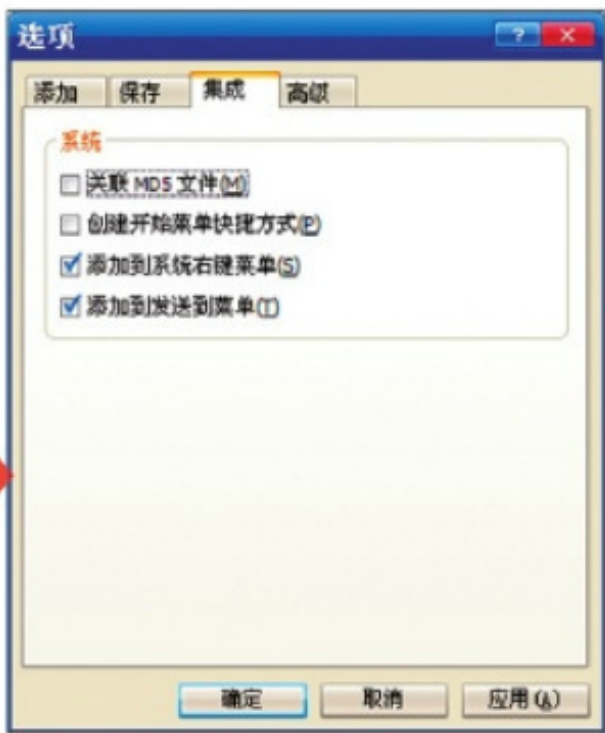 选项
添加 保存 集成 高级
系统
关联 MD5 文件(M)
创建开始菜单快捷方式(P)
添加到系统右键菜单(S)
添加到发送到菜单(T)
确定 取消 应用(A)